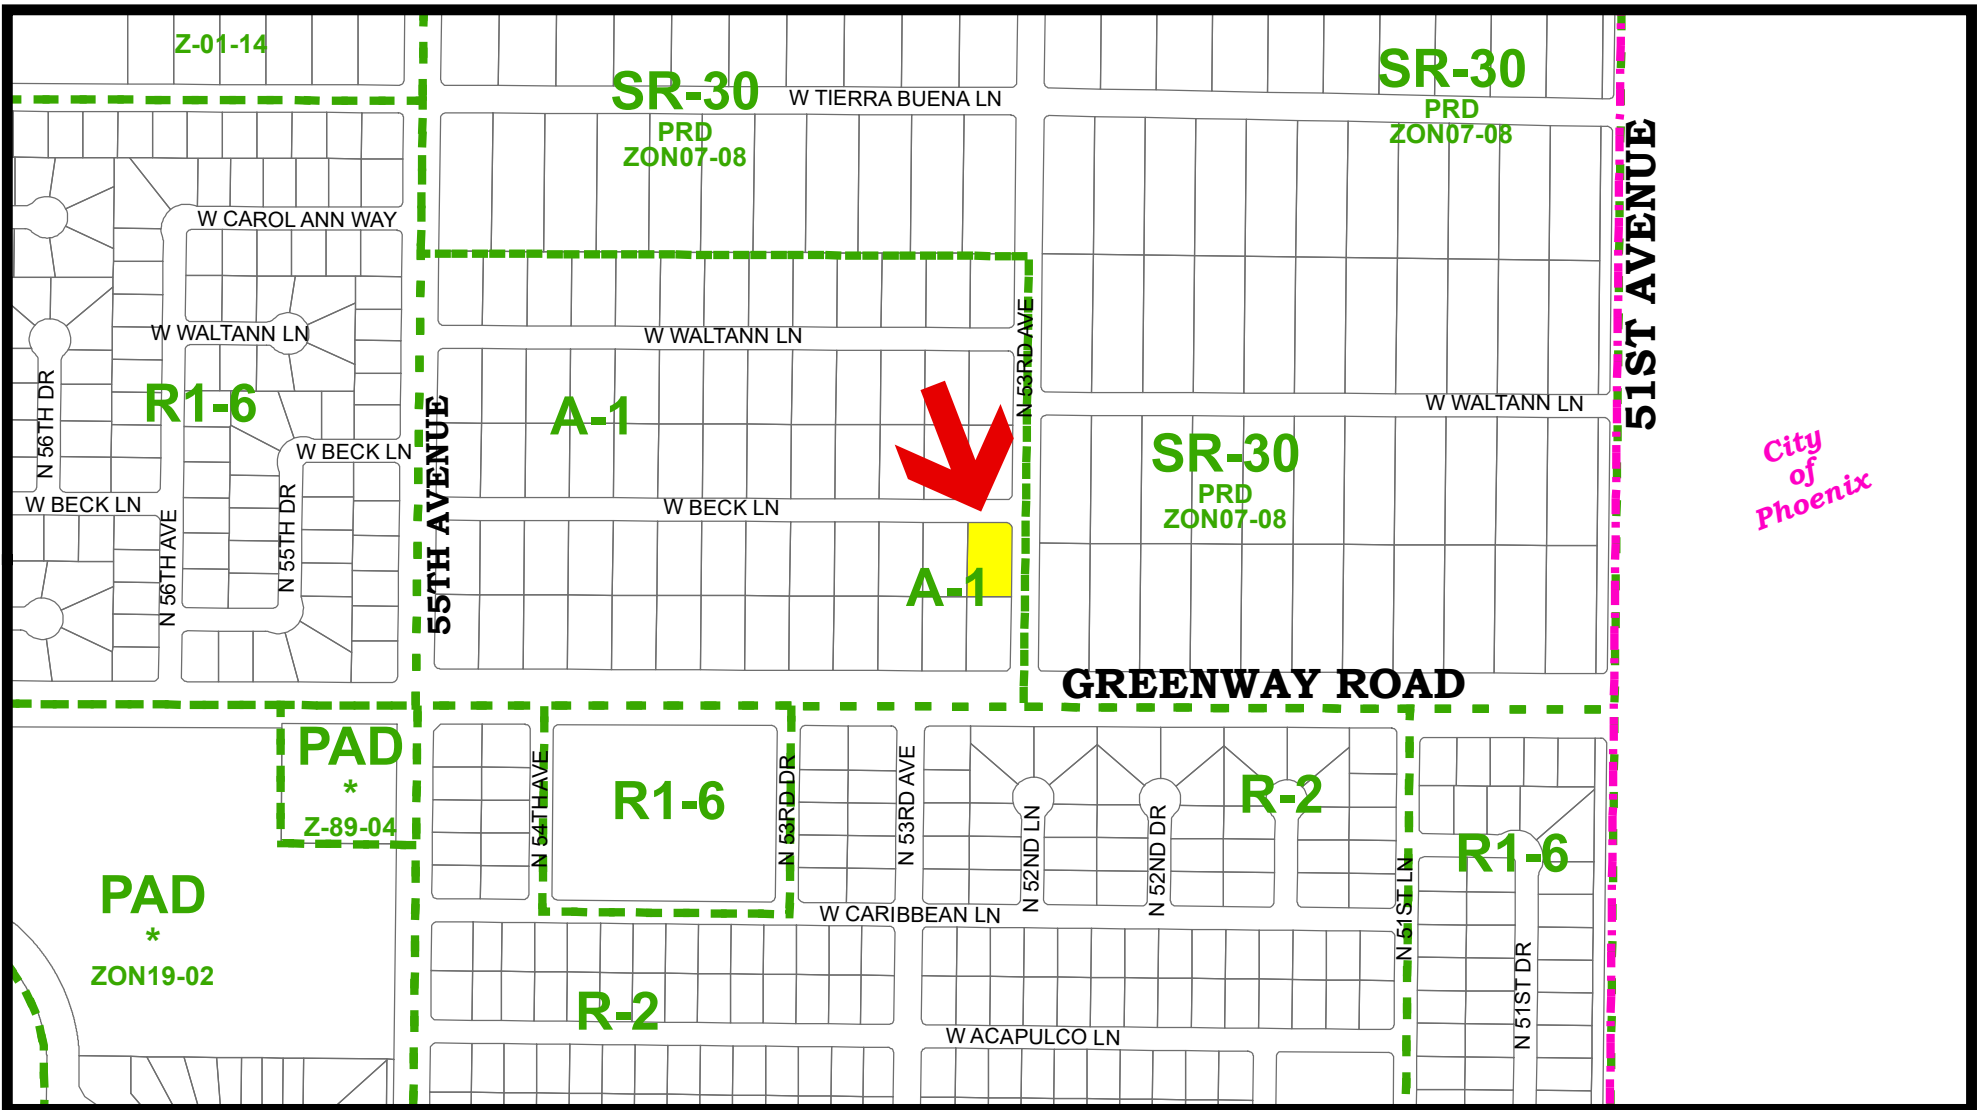 Z-01-14
SR-30
PRD
ZON07-08
W TIERRA BUENA LN
SR-30
PRD
ZON07-08
51ST AVENUE
W CAROL ANN WAY
W WALTANN LN
W WALTANN LN
N 53RD AVE
N 56TH DR
R1-6
A-1
W WALTANN LN
55TH AVENUE
W BECK LN
SR-30
PRD
ZON07-08
City
of
Phoenix
W BECK LN
N 56TH AVE
N 55TH DR
W BECK LN
A-1
GREENWAY ROAD
PAD
*
Z-89-04
N 54TH AVE
R1-6
N 53RD DR
N 53RD AVE
N 52ND LN
N 52ND DR
R-2
N 51ST LN
R1-6
PAD
*
ZON19-02
W CARIBBEAN LN
R-2
W ACAPULCO LN
N 51ST DR